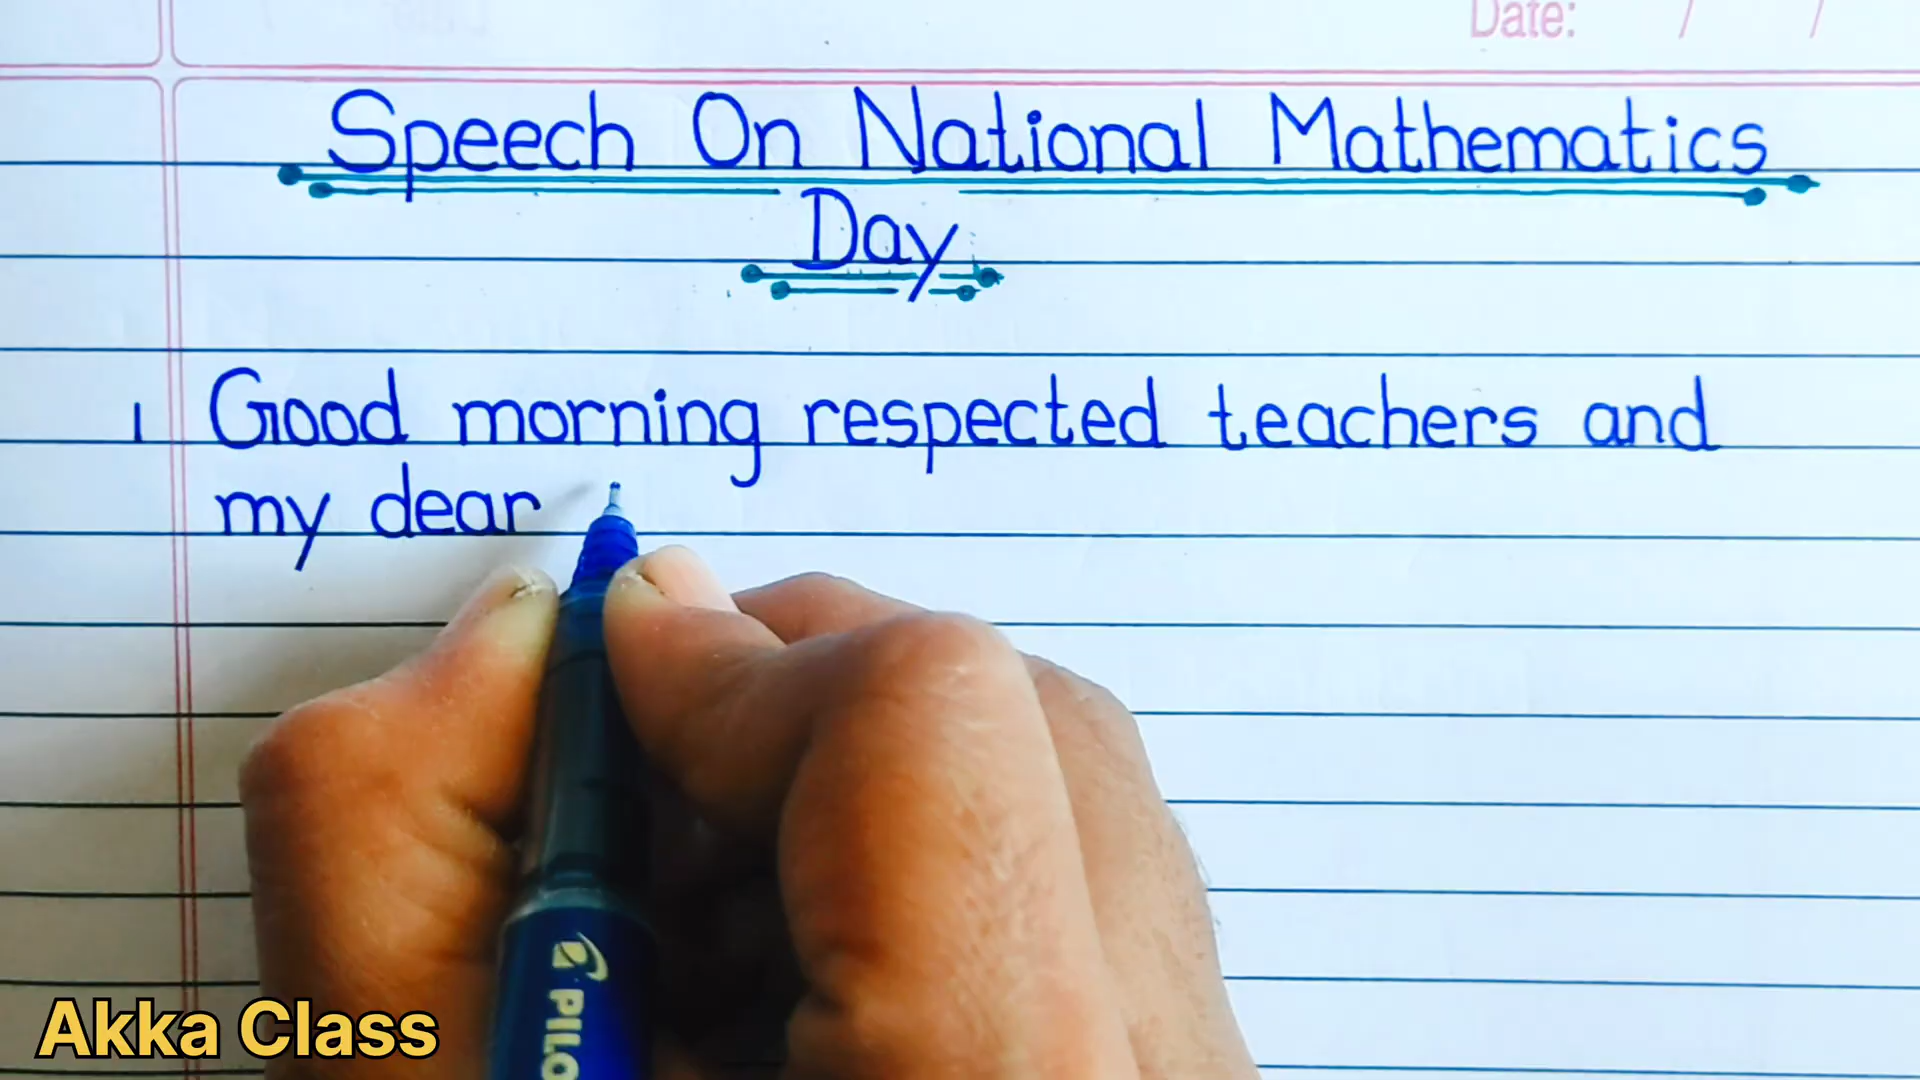 Date: / /
Speech On National Mathematics
Day
1 Good morning respected teachers and
my dear
PILO
Akka Class